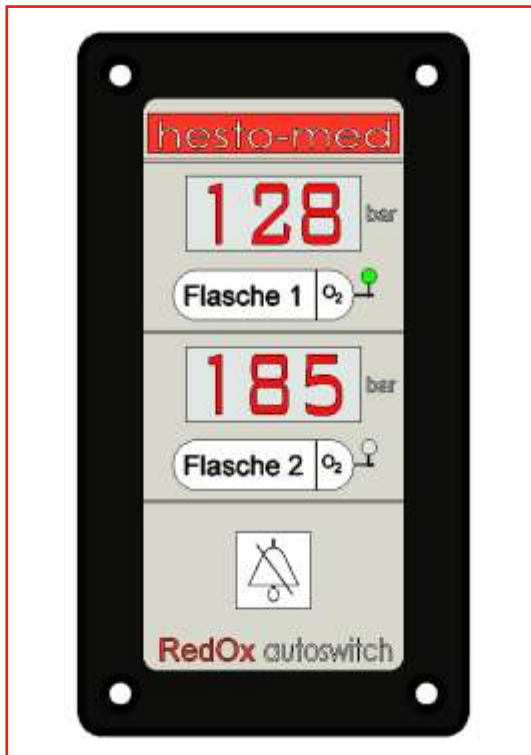 hesto-med
128 bar
Flasche 1 O₂
185 bar
Flasche 2 O₂
RedOx autoswitch